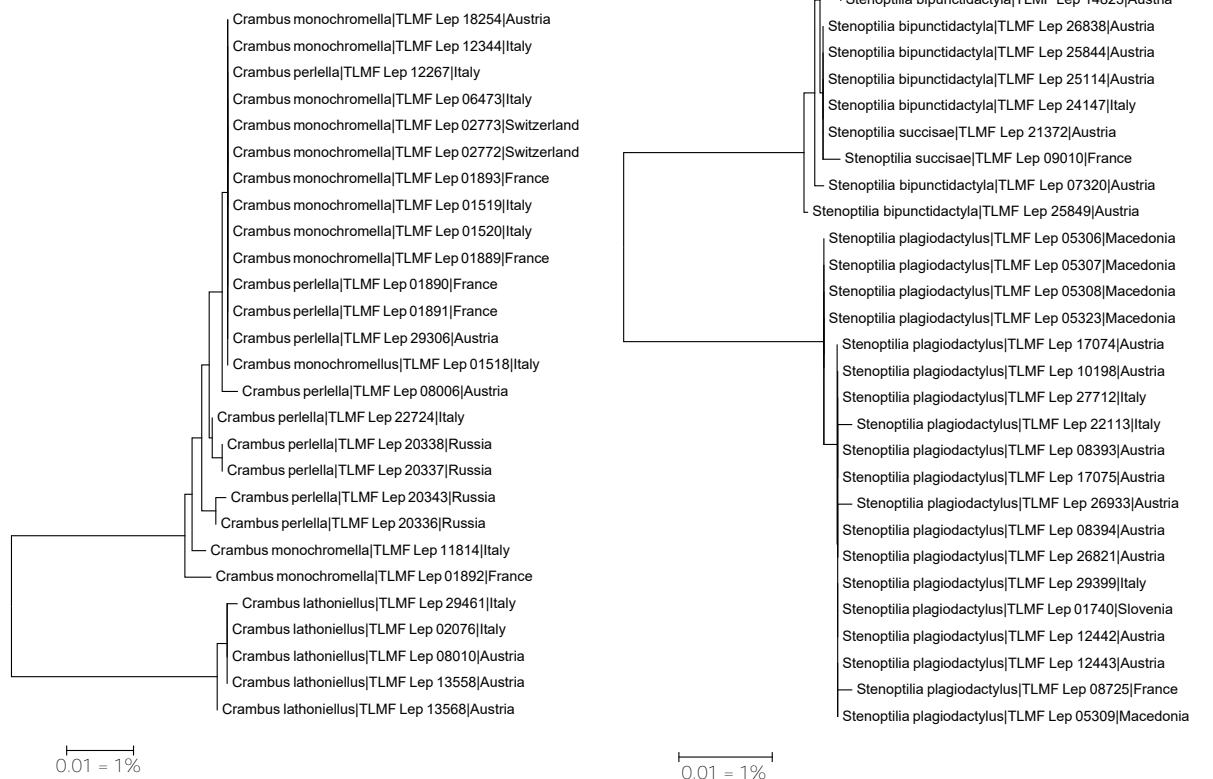 Crambus monochromella|TLMF Lep 18254|Austria
Crambus monochromella|TLMF Lep 12344|Italy
Crambus perlella|TLMF Lep 12267|Italy
Crambus monochromella|TLMF Lep 06473|Italy
Crambus monochromella|TLMF Lep 02773|Switzerland
Crambus monochromella|TLMF Lep 02772|Switzerland
Crambus monochromella|TLMF Lep 01893|France
Crambus monochromella|TLMF Lep 01519|Italy
Crambus monochromella|TLMF Lep 01520|Italy
Crambus monochromella|TLMF Lep 01889|France
Crambus perlella|TLMF Lep 01890|France
Crambus perlella|TLMF Lep 01891|France
Crambus perlella|TLMF Lep 29306|Austria
Crambus monochromellus|TLMF Lep 01518|Italy
Crambus perlella|TLMF Lep 08006|Austria
Crambus perlella|TLMF Lep 22724|Italy
Crambus perlella|TLMF Lep 20338|Russia
Crambus perlella|TLMF Lep 20337|Russia
Crambus perlella|TLMF Lep 20343|Russia
Crambus perlella|TLMF Lep 20336|Russia
Crambus monochromella|TLMF Lep 11814|Italy
Crambus monochromella|TLMF Lep 01892|France
Crambus lathoniellus|TLMF Lep 29461|Italy
Crambus lathoniellus|TLMF Lep 02076|Italy
Crambus lathoniellus|TLMF Lep 08010|Austria
Crambus lathoniellus|TLMF Lep 13558|Austria
Crambus lathoniellus|TLMF Lep 13568|Austria
0.01 = 1%
Stenoptilia bipunctidactyla|TLMF Lep 14825|Austria
Stenoptilia bipunctidactyla|TLMF Lep 26838|Austria
Stenoptilia bipunctidactyla|TLMF Lep 25844|Austria
Stenoptilia bipunctidactyla|TLMF Lep 25114|Austria
Stenoptilia bipunctidactyla|TLMF Lep 24147|Italy
Stenoptilia succisae|TLMF Lep 21372|Austria
Stenoptilia succisae|TLMF Lep 09010|France
Stenoptilia bipunctidactyla|TLMF Lep 07320|Austria
Stenoptilia bipunctidactyla|TLMF Lep 25849|Austria
Stenoptilia plagiodactylus|TLMF Lep 05306|Macedonia
Stenoptilia plagiodactylus|TLMF Lep 05307|Macedonia
Stenoptilia plagiodactylus|TLMF Lep 05308|Macedonia
Stenoptilia plagiodactylus|TLMF Lep 05323|Macedonia
Stenoptilia plagiodactylus|TLMF Lep 17074|Austria
Stenoptilia plagiodactylus|TLMF Lep 10198|Austria
Stenoptilia plagiodactylus|TLMF Lep 27712|Italy
Stenoptilia plagiodactylus|TLMF Lep 22113|Italy
Stenoptilia plagiodactylus|TLMF Lep 08393|Austria
Stenoptilia plagiodactylus|TLMF Lep 17075|Austria
Stenoptilia plagiodactylus|TLMF Lep 26933|Austria
Stenoptilia plagiodactylus|TLMF Lep 08394|Austria
Stenoptilia plagiodactylus|TLMF Lep 26821|Austria
Stenoptilia plagiodactylus|TLMF Lep 29399|Italy
Stenoptilia plagiodactylus|TLMF Lep 01740|Slovenia
Stenoptilia plagiodactylus|TLMF Lep 12442|Austria
Stenoptilia plagiodactylus|TLMF Lep 12443|Austria
Stenoptilia plagiodactylus|TLMF Lep 08725|France
Stenoptilia plagiodactylus|TLMF Lep 05309|Macedonia
0.01 = 1%